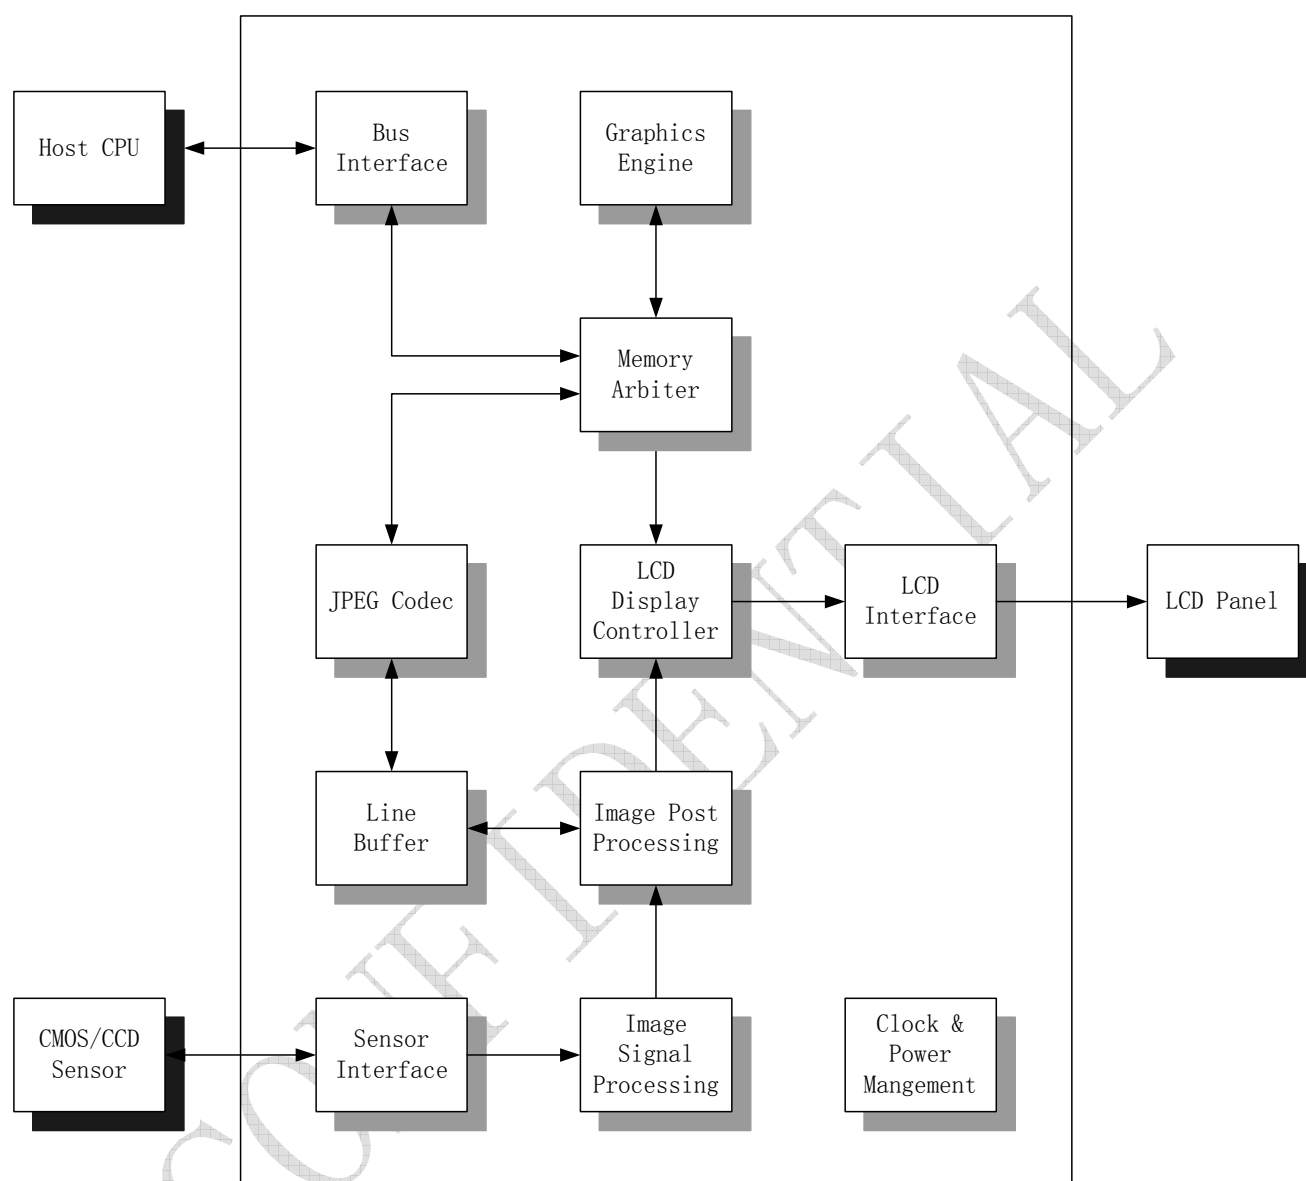 Host CPU
Bus
Interface
Graphics
Engine
Memory
Arbiter
JPEG Codec
LCD
Display
Controller
LCD
Interface
LCD Panel
Line
Buffer
Image Post
Processing
CMOS/CCD
Sensor
Sensor
Interface
Image
Signal
Processing
Clock &
Power
Mangement
CONFIDENTIAL